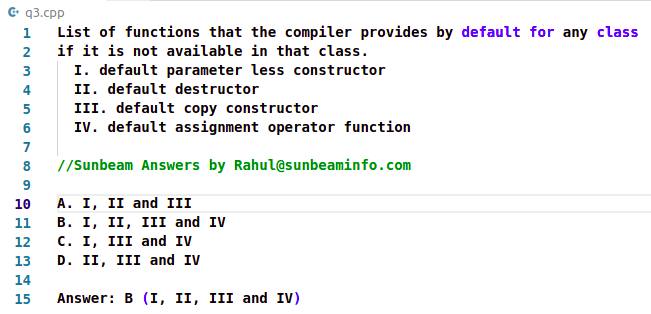 q3.cpp
1 List of functions that the compiler provides by default for any class
2 if it is not available in that class.
3 I. default parameter less constructor
4 II. default destructor
5 III. default copy constructor
6 IV. default assignment operator function
7
8 //Sunbeam Answers by Rahul@sunbeaminfo.com
9
10 A. I, II and III
11 B. I, II, III and IV
12 C. I, III and IV
13 D. II, III and IV
14
15 Answer: B (I, II, III and IV)